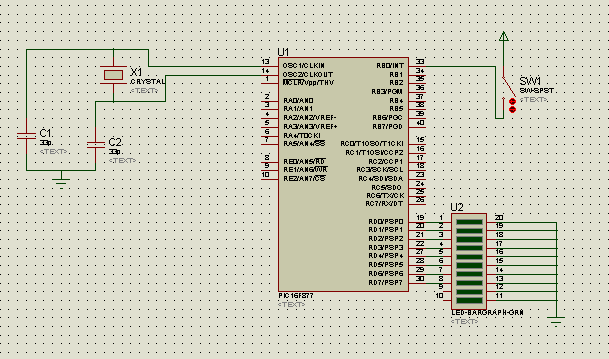 U1
13 OSC1/CLKIN RB0/INT 33
14 OSC2/CLKOUT RB1 34
1 MCLR/Vpp/THV RB2 35
RB3/PGM 36
2 RA0/AN0 RB4 37
3 RA1/AN1 RB5 38
4 RA2/AN2/VREF- RB6/PGC 39
5 RA3/AN3/VREF+ RB7/PGD 40
6 RA4/T0CKI
7 RA5/AN4/SS RC0/T1OSO/T1CKI 15
RC1/T1OSI/CCP2 16
8 RE0/AN5/RD RC2/CCP1 17
9 RE1/AN6/WR RC3/SCK/SCL 18
10 RE2/AN7/CS RC4/SDI/SDA 23
RC5/SDO 24
RC6/TX/CK 25
RC7/RX/DT 26
RD0/PSP0 19
RD1/PSP1 20
RD2/PSP2 21
RD3/PSP3 22
RD4/PSP4 27
RD5/PSP5 28
RD6/PSP6 29
RD7/PSP7 30
PIC16F877
<TEXT>
X1
CRYSTAL
<TEXT>
C1
33p
<TEXT>
C2
33p
<TEXT>
SW1
SW-SPST
<TEXT>
U2
1 20
2 19
3 18
4 17
5 16
6 15
7 14
8 13
9 12
10 11
LED-BARGRAPH-GRN
<TEXT>